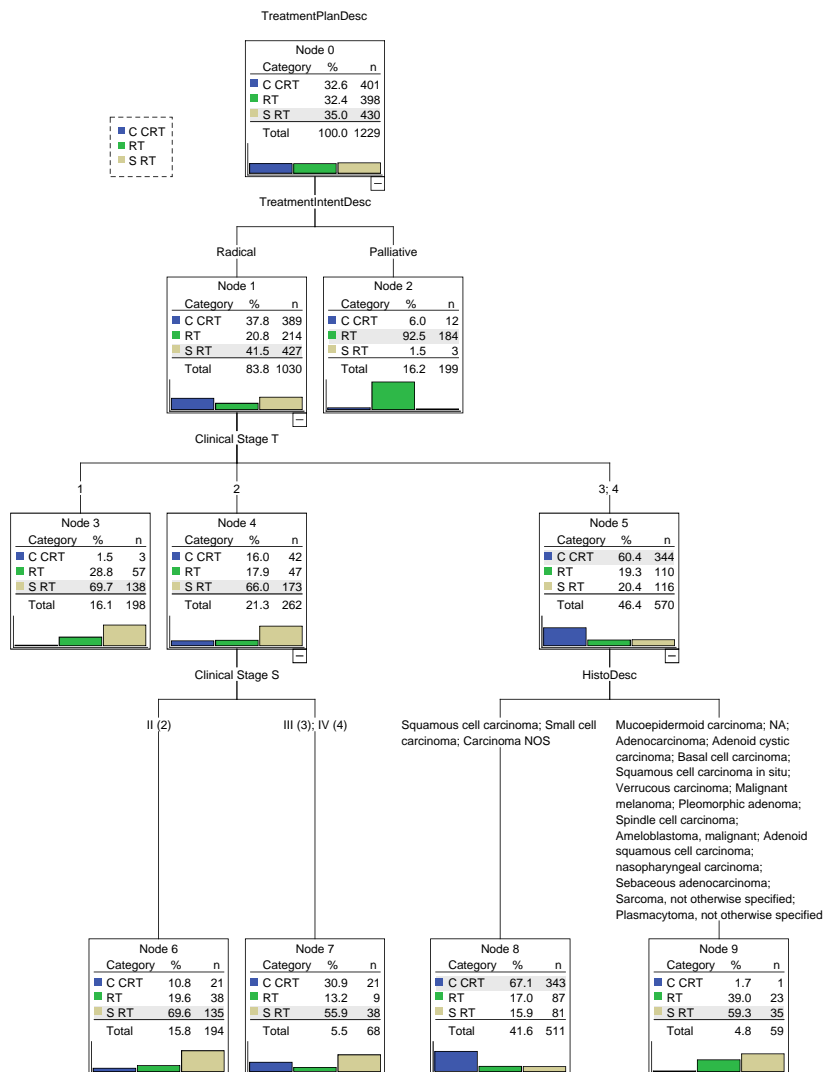 TreatmentPlanDesc
Node 0
Category % n
C CRT 32.6 401
RT 32.4 398
S RT 35.0 430
Total 100.0 1229
C CRT
RT
S RT
TreatmentIntentDesc
Radical Palliative
Node 1
Category % n
C CRT 37.8 389
RT 20.8 214
S RT 41.5 427
Total 83.8 1030
Node 2
Category % n
C CRT 6.0 12
RT 92.5 184
S RT 1.5 3
Total 16.2 199
Clinical Stage T
1 2 3; 4
Node 3
Category % n
C CRT 1.5 3
RT 28.8 57
S RT 69.7 138
Total 16.1 198
Node 4
Category % n
C CRT 16.0 42
RT 17.9 47
S RT 66.0 173
Total 21.3 262
Node 5
Category % n
C CRT 60.4 344
RT 19.3 110
S RT 20.4 116
Total 46.4 570
Clinical Stage S
HistoDesc
II (2) III (3); IV (4)
Squamous cell carcinoma; Small cell
carcinoma; Carcinoma NOS
Mucoepidermoid carcinoma; NA;
Adenocarcinoma; Adenoid cystic
carcinoma; Basal cell carcinoma;
Squamous cell carcinoma in situ;
Verrucous carcinoma; Malignant
melanoma; Pleomorphic adenoma;
Spindle cell carcinoma;
Ameloblastoma, malignant; Adenoid
squamous cell carcinoma;
nasopharyngeal carcinoma;
Sebaceous adenocarcinoma;
Sarcoma, not otherwise specified;
Plasmacytoma, not otherwise specified
Node 6
Category % n
C CRT 10.8 21
RT 19.6 38
S RT 69.6 135
Total 15.8 194
Node 7
Category % n
C CRT 30.9 21
RT 13.2 9
S RT 55.9 38
Total 5.5 68
Node 8
Category % n
C CRT 67.1 343
RT 17.0 87
S RT 15.9 81
Total 41.6 511
Node 9
Category % n
C CRT 1.7 1
RT 39.0 23
S RT 59.3 35
Total 4.8 59